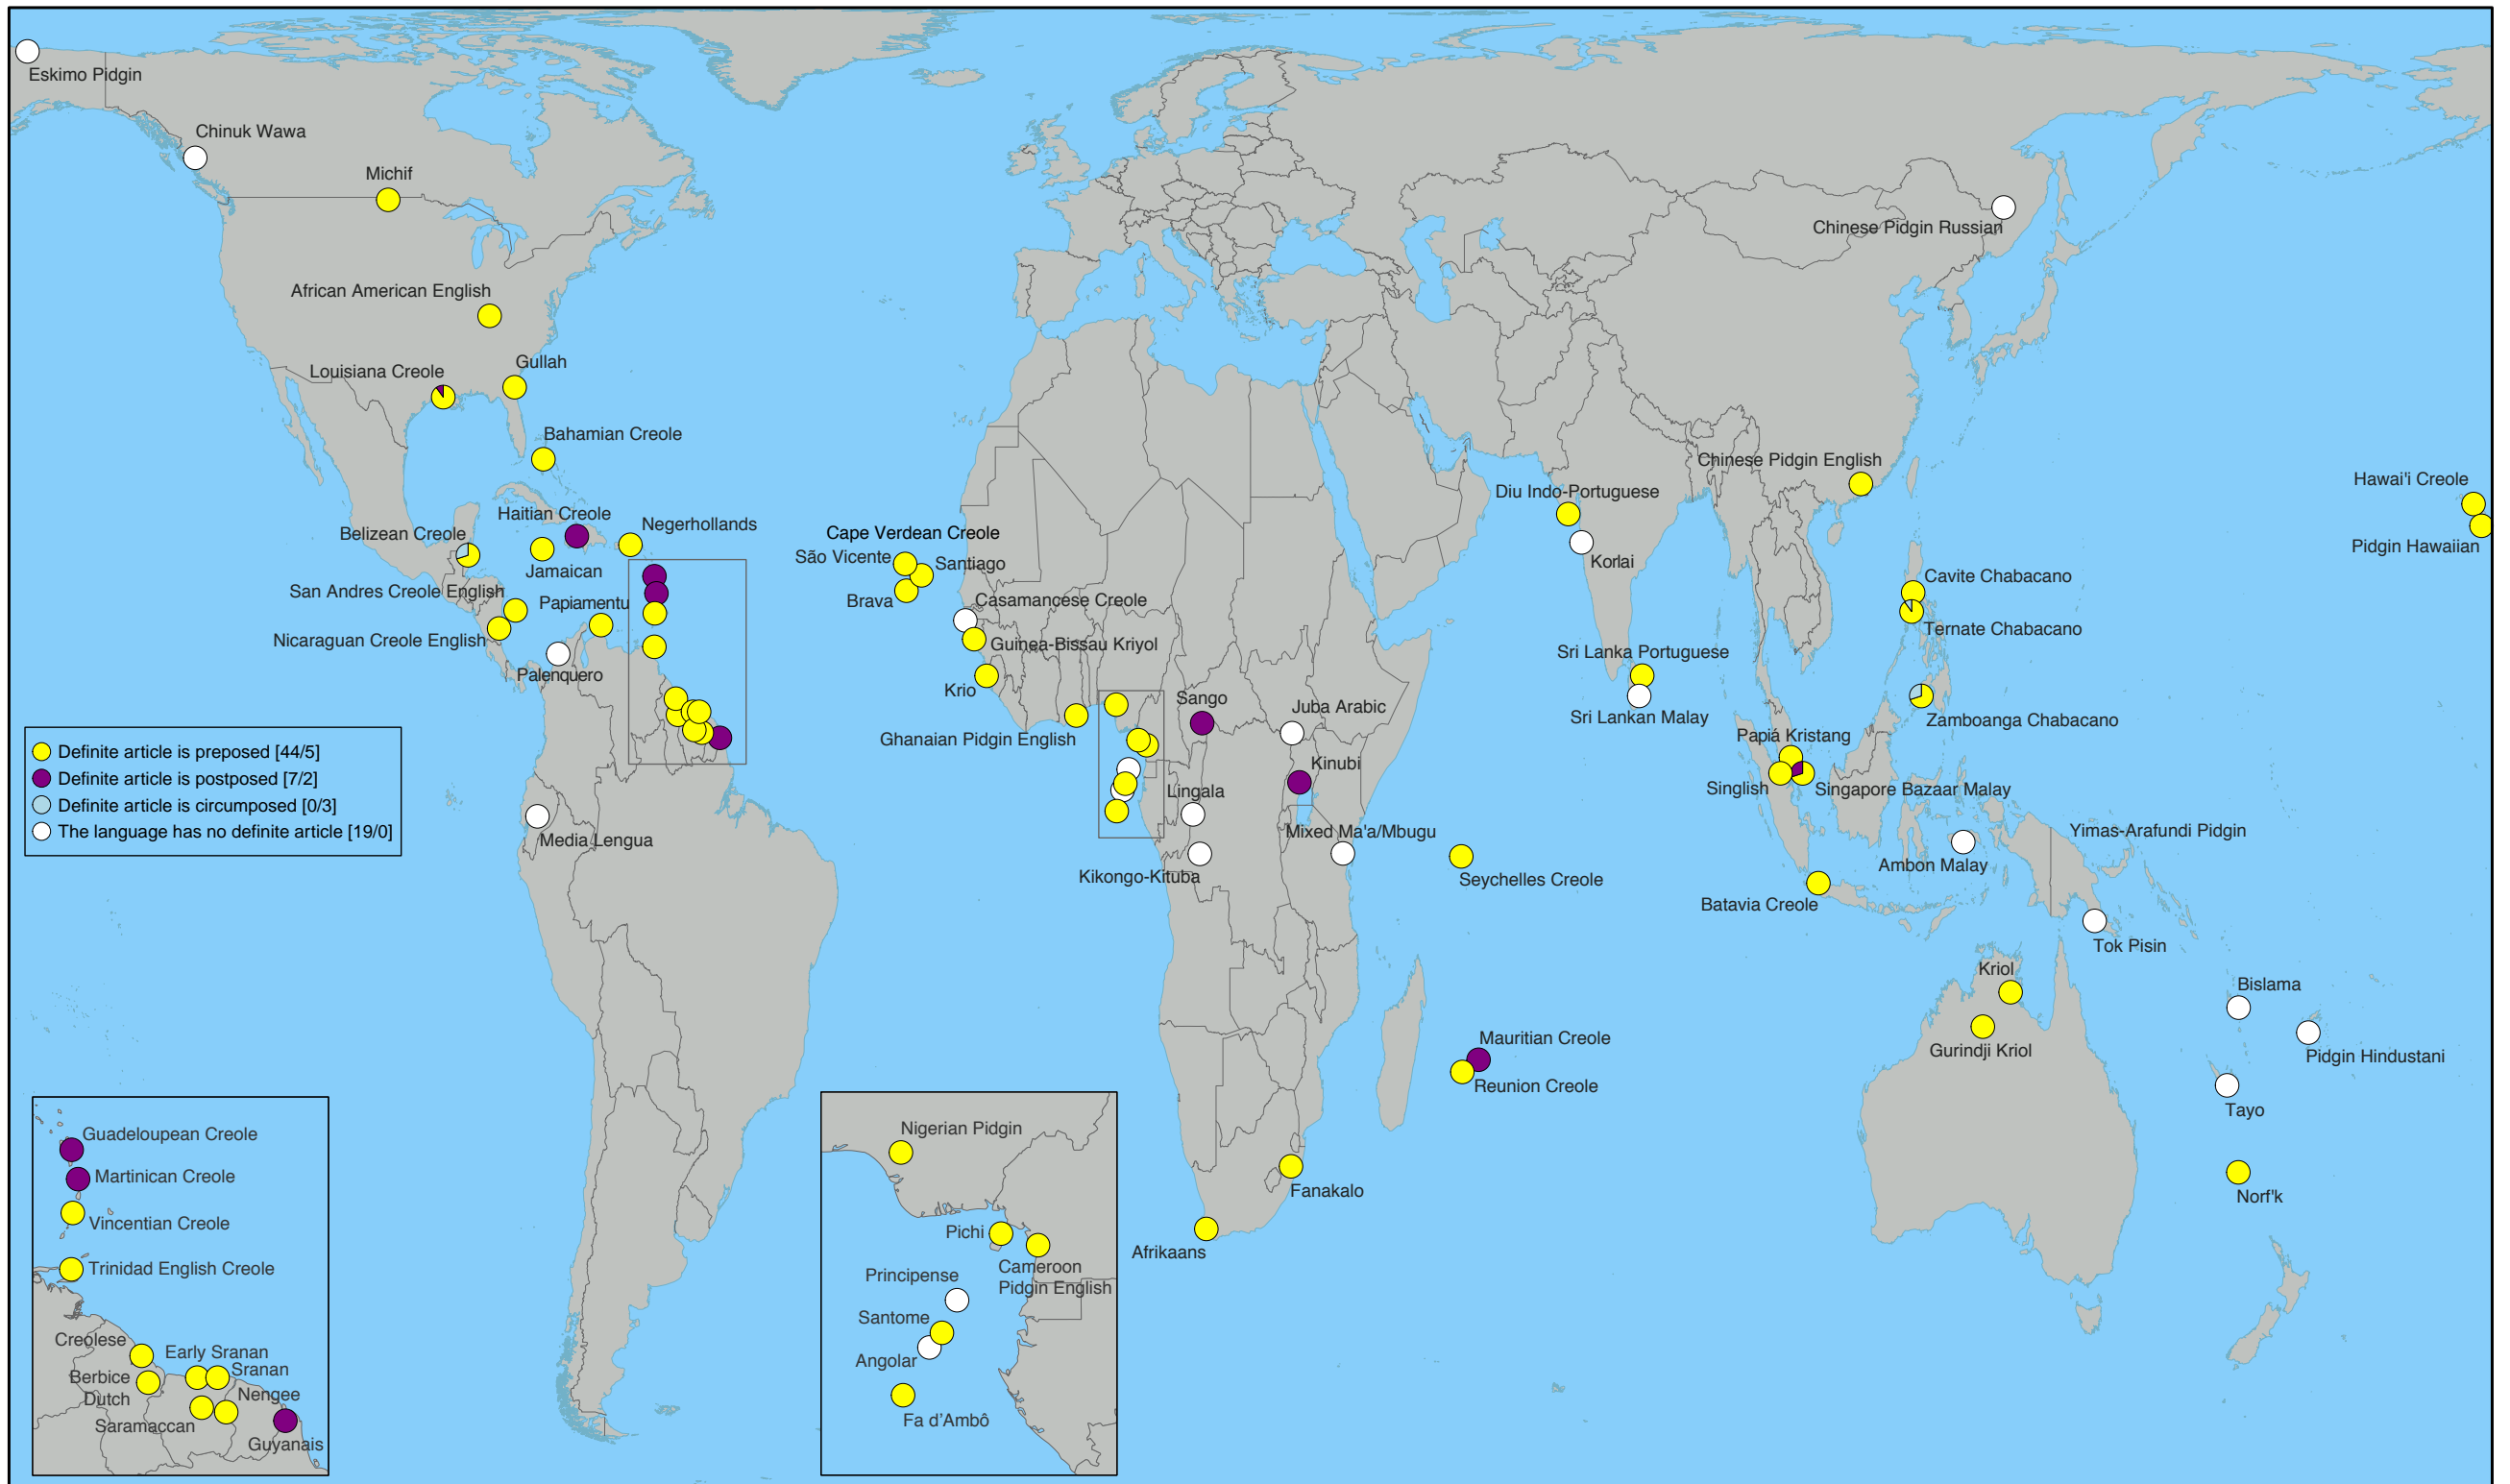 Eskimo Pidgin
Chinuk Wawa
Michif
Chinese Pidgin Russian
African American English
Gullah
Louisiana Creole
Bahamian Creole
Chinese Pidgin English
Hawai'i Creole
Diu Indo-Portuguese
Haitian Creole
Negerhollands
Belizean Creole
Cape Verdean Creole
São Vicente
Santiago
Korlai
Pidgin Hawaiian
Jamaican
Cavite Chabacano
San Andres Creole English
Papiamentu
Brava
Casamancese Creole
Ternate Chabacano
Nicaraguan Creole English
Guinea-Bissau Kriyol
Sri Lanka Portuguese
Palenquero
Krio
Sango
Juba Arabic
Sri Lankan Malay
Zamboanga Chabacano
Ghanaian Pidgin English
Papiá Kristang
Definite article is preposed [44/5]
Definite article is postposed [7/2]
Definite article is circumposed [0/3]
The language has no definite article [19/0]
Kinubi
Lingala
Singlish
Singapore Bazaar Malay
Media Lengua
Mixed Ma'a/Mbugu
Yimas-Arafundi Pidgin
Ambon Malay
Kikongo-Kituba
Seychelles Creole
Batavia Creole
Tok Pisin
Kriol
Bislama
Mauritian Creole
Gurindji Kriol
Pidgin Hindustani
Reunion Creole
Tayo
Fanakalo
Norf'k
Afrikaans
Guadeloupean Creole
Martinican Creole
Vincentian Creole
Trinidad English Creole
Creolese
Early Sranan
Sranan
Berbice
Dutch
Nengee
Saramaccan
Guyanais
Nigerian Pidgin
Pichi
Cameroon
Pidgin English
Principense
Santome
Angolar
Fa d'Ambô